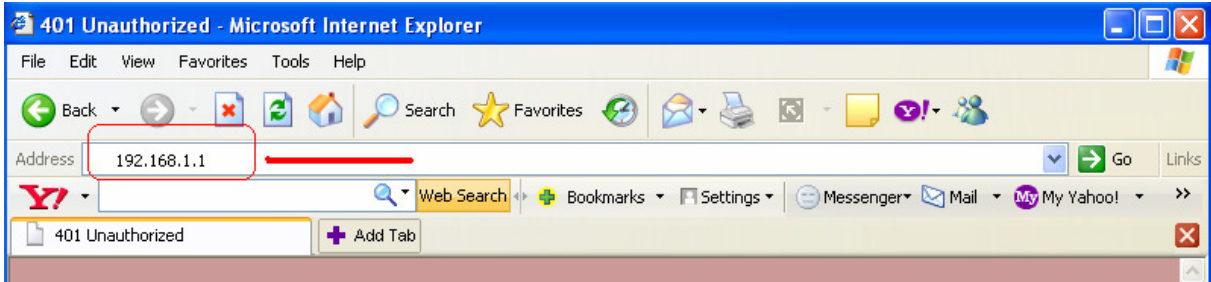 401 Unauthorized - Microsoft Internet Explorer
File Edit View Favorites Tools Help
Back Search Favorites Y!
Address 192.168.1.1 Go Links
Y! Web Search Bookmarks Settings Messenger Mail My My Yahoo! >>
401 Unauthorized Add Tab